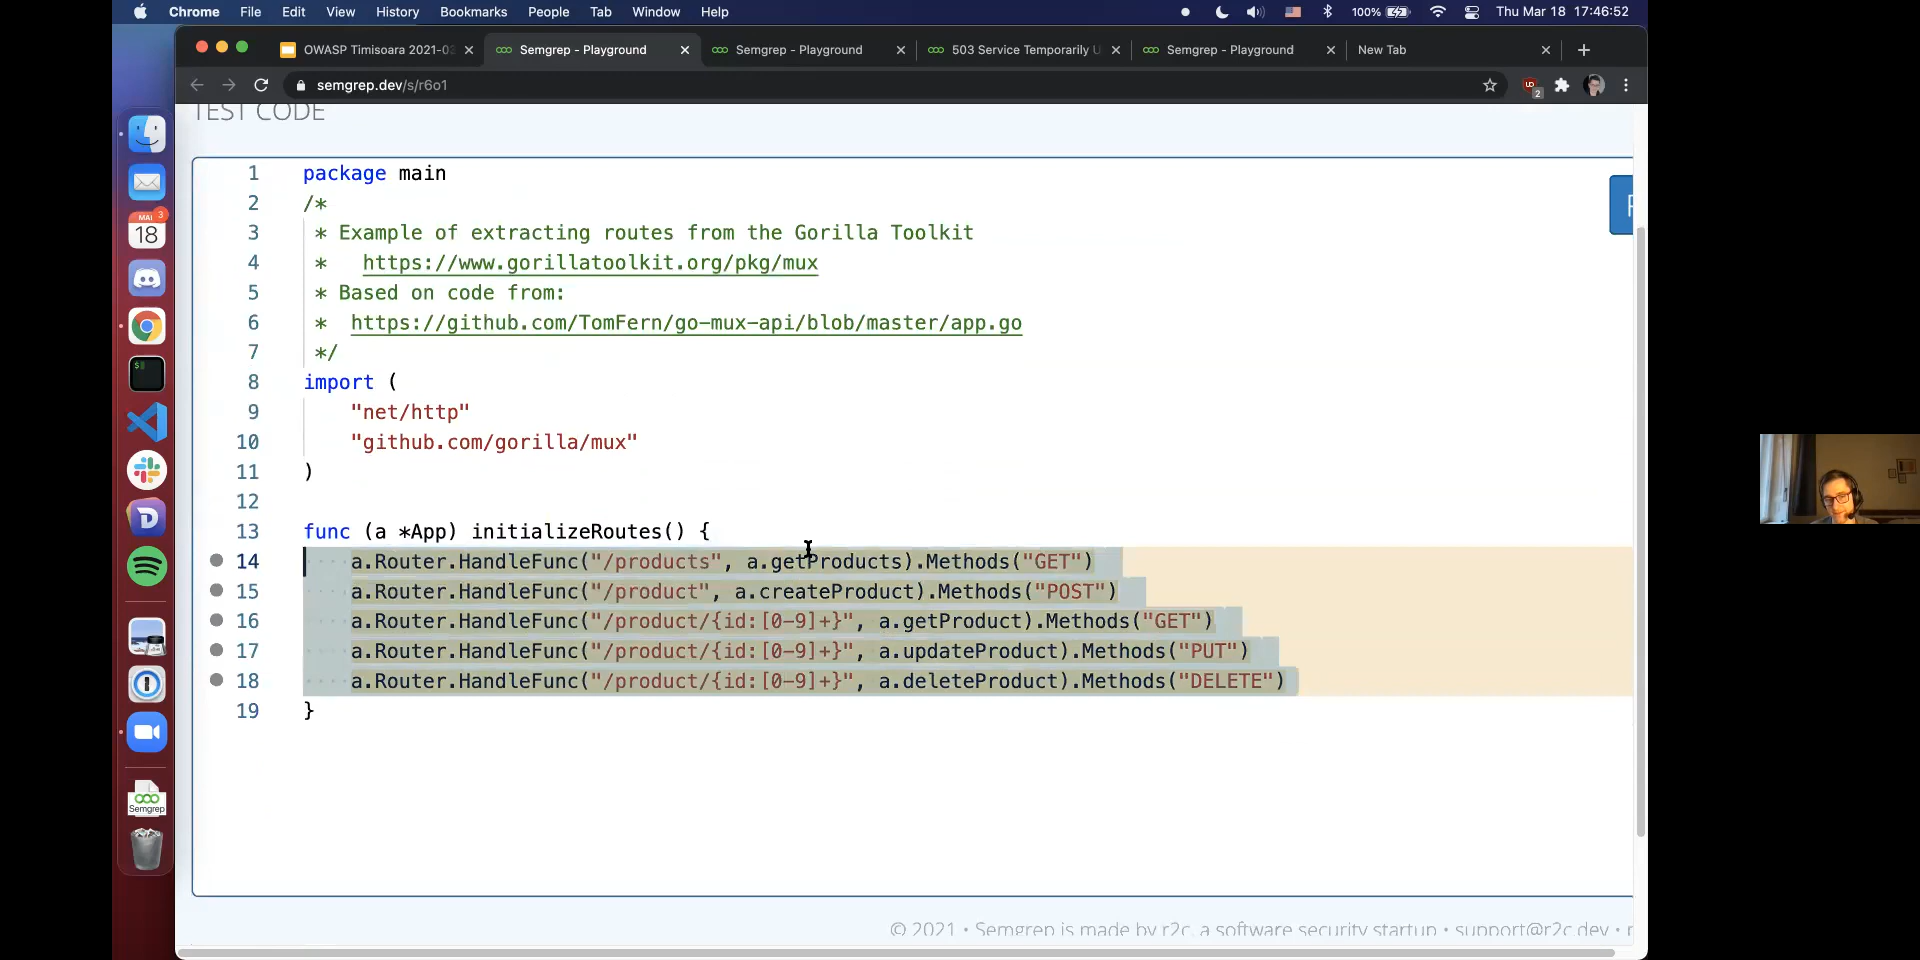 Chrome File Edit View History Bookmarks People Tab Window Help 100% Thu Mar 18 17:46:52
OWASP Timisoara 2021-03 Semgrep - Playground Semgrep - Playground 503 Service Temporarily U Semgrep - Playground New Tab
semgrep.dev/s/r6o1
2
TEST CODE
1 package main
2 /*
3 * Example of extracting routes from the Gorilla Toolkit
4 * https://www.gorillatoolkit.org/pkg/mux
5 * Based on code from:
6 * https://github.com/TomFern/go-mux-api/blob/master/app.go
7 */
8 import (
9 "net/http"
10 "github.com/gorilla/mux"
11 )
12
13 func (a *App) initializeRoutes() {
14 a.Router.HandleFunc("/products", a.getProducts).Methods("GET")
15 a.Router.HandleFunc("/product", a.createProduct).Methods("POST")
16 a.Router.HandleFunc("/product/{id:[0-9]+}", a.getProduct).Methods("GET")
17 a.Router.HandleFunc("/product/{id:[0-9]+}", a.updateProduct).Methods("PUT")
18 a.Router.HandleFunc("/product/{id:[0-9]+}", a.deleteProduct).Methods("DELETE")
19 }
© 2021 • Semgrep is made by r2c, a software security startup • support@r2c.dev •
MAI 3
18
$
Semgrep